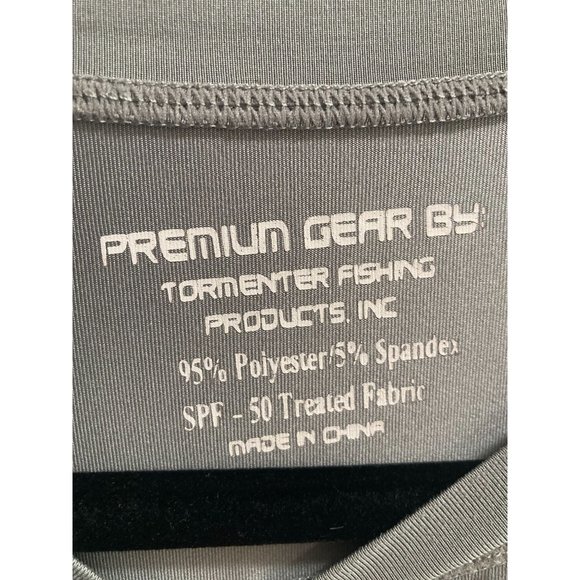 PREMIUM GEAR BY:
TORMENTER FISHING
PRODUCTS, INC
95% Polyester/5% Spandex
SPF - 50 Treated Fabric
MADE IN CHINA